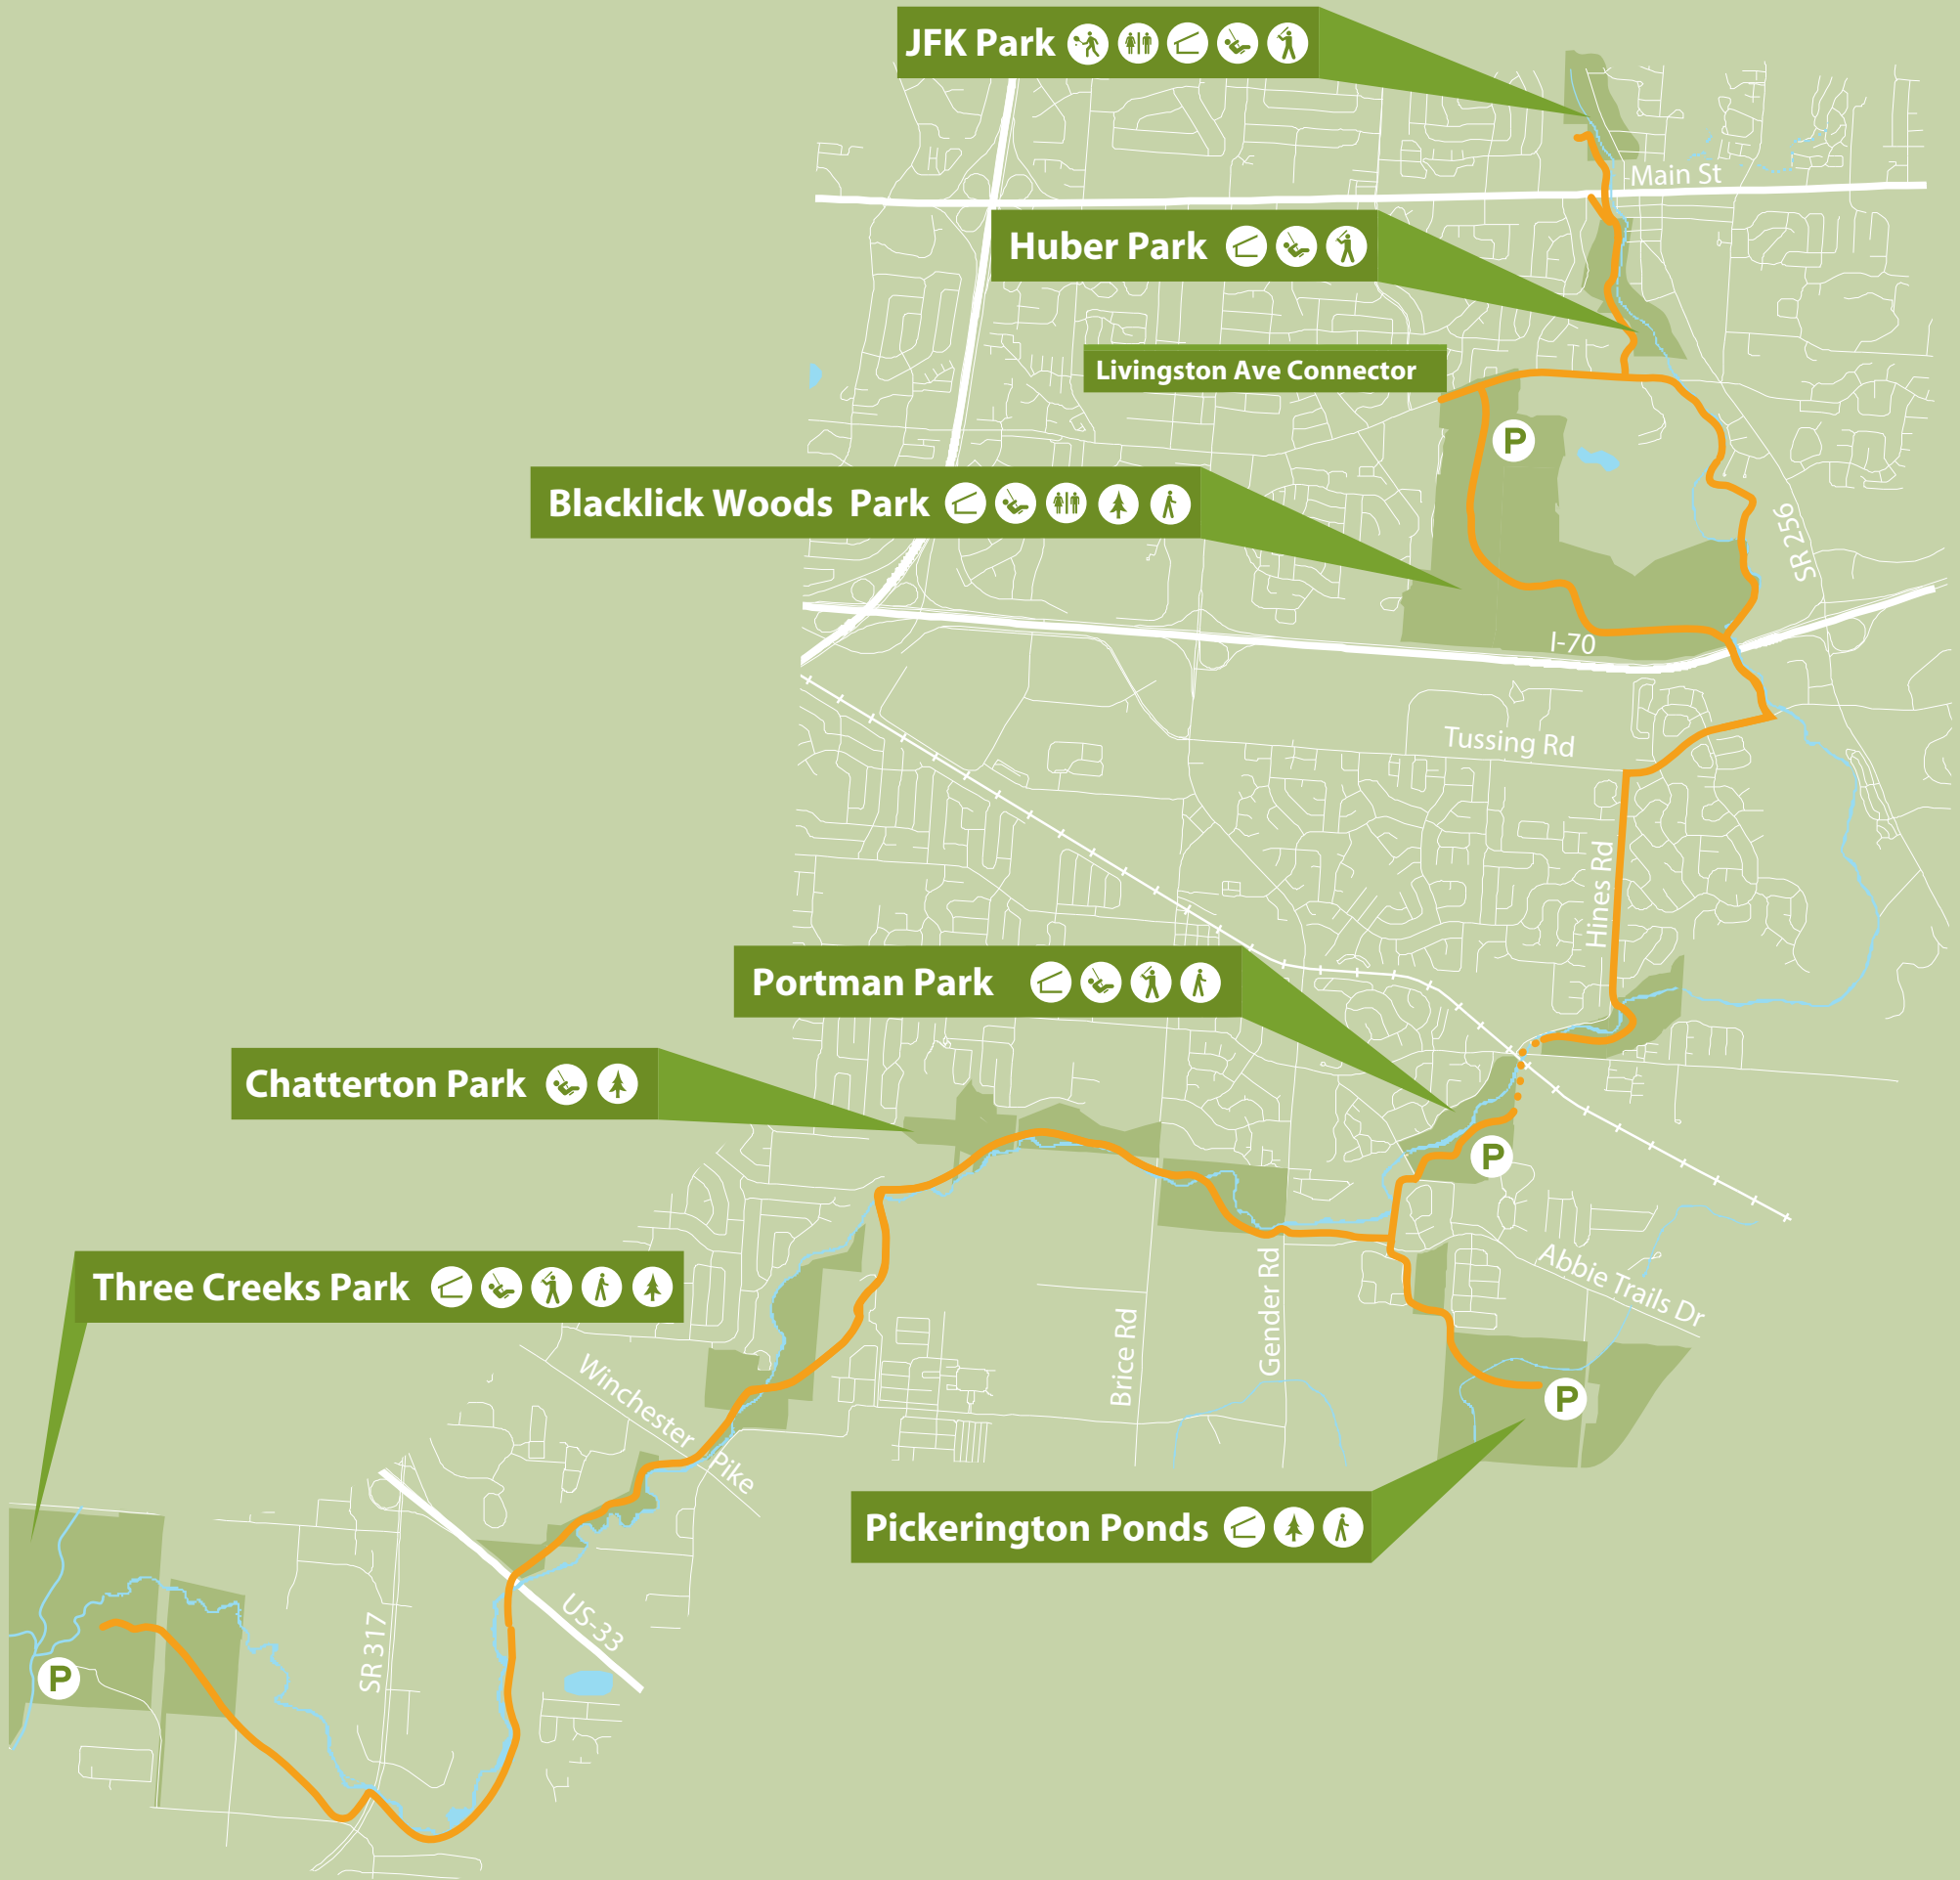 JFK Park
Main St
Huber Park
Livingston Ave Connector
P
Blacklick Woods Park
SR 256
I-70
Tussing Rd
Hines Rd
Portman Park
Chatterton Park
P
Three Creeks Park
Abbie Trails Dr
Gender Rd
Brice Rd
Winchester
Pike
P
Pickerington Ponds
US-33
SR 317
P